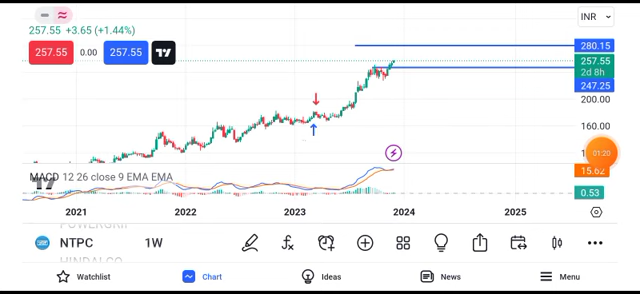 INR
257.55 +3.65 (+1.44%)
280.15
257.55 0.00 257.55
257.55
2d 8h
247.25
200.00
160.00
01:20
MACD 12 26 close 9 EMA EMA
15.62
0.53
2021 2022 2023 2024 2025
POWERGRID
NTPC 1W
HINDALCO
Watchlist Chart Ideas News Menu